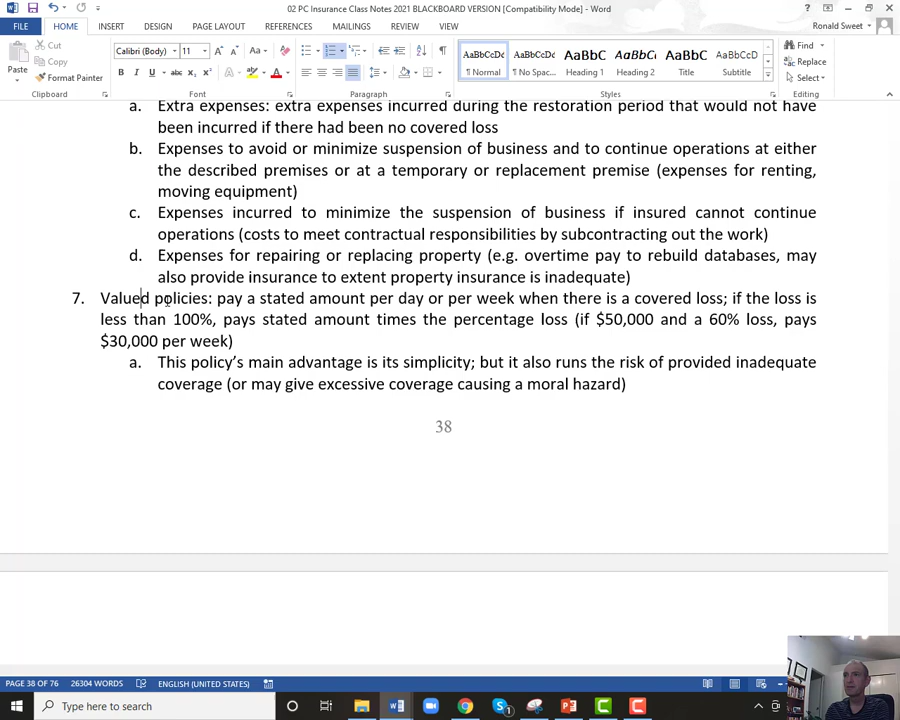 02 PC Insurance Class Notes 2021 BLACKBOARD VERSION [Compatibility Mode] - Word
FILE HOME INSERT DESIGN PAGE LAYOUT REFERENCES MAILINGS REVIEW VIEW Ronald Sweet
Paste Cut Copy Format Painter
Calibri (Body) 11
AaBbCcDc AaBbCcDc AaBbC AaBbCc AaBbC AaBbCcD
¶ Normal ¶ No Spac... Heading 1 Heading 2 Title Subtitle
Find Replace Select
Clipboard Font Paragraph Styles Editing
a. Extra expenses: extra expenses incurred during the restoration period that would not have
been incurred if there had been no covered loss
b. Expenses to avoid or minimize suspension of business and to continue operations at either
the described premises or at a temporary or replacement premise (expenses for renting,
moving equipment)
c. Expenses incurred to minimize the suspension of business if insured cannot continue
operations (costs to meet contractual responsibilities by subcontracting out the work)
d. Expenses for repairing or replacing property (e.g. overtime pay to rebuild databases, may
also provide insurance to extent property insurance is inadequate)
7. Valued policies: pay a stated amount per day or per week when there is a covered loss; if the loss is
less than 100%, pays stated amount times the percentage loss (if $50,000 and a 60% loss, pays
$30,000 per week)
a. This policy's main advantage is its simplicity; but it also runs the risk of provided inadequate
coverage (or may give excessive coverage causing a moral hazard)
38
PAGE 38 OF 76 26304 WORDS ENGLISH (UNITED STATES)
Type here to search